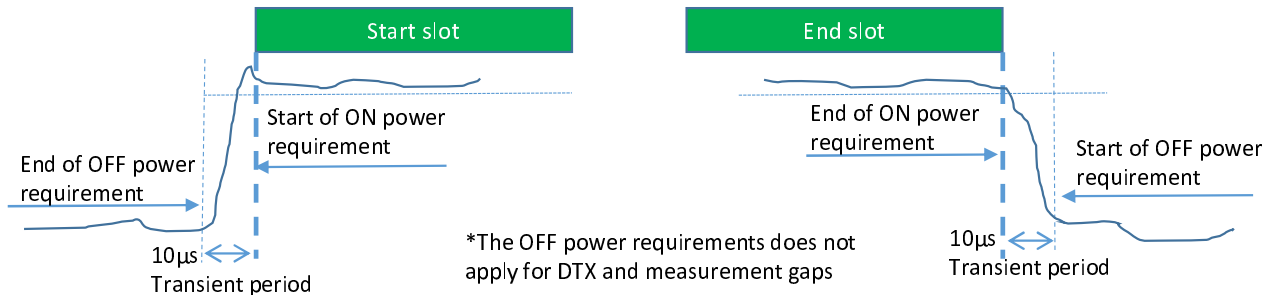 Start slot
End slot
Start of ON power
requirement
End of OFF power
requirement
10µs
Transient period
End of ON power
requirement
Start of OFF power
requirement
10µs
Transient period
*The OFF power requirements does not
apply for DTX and measurement gaps